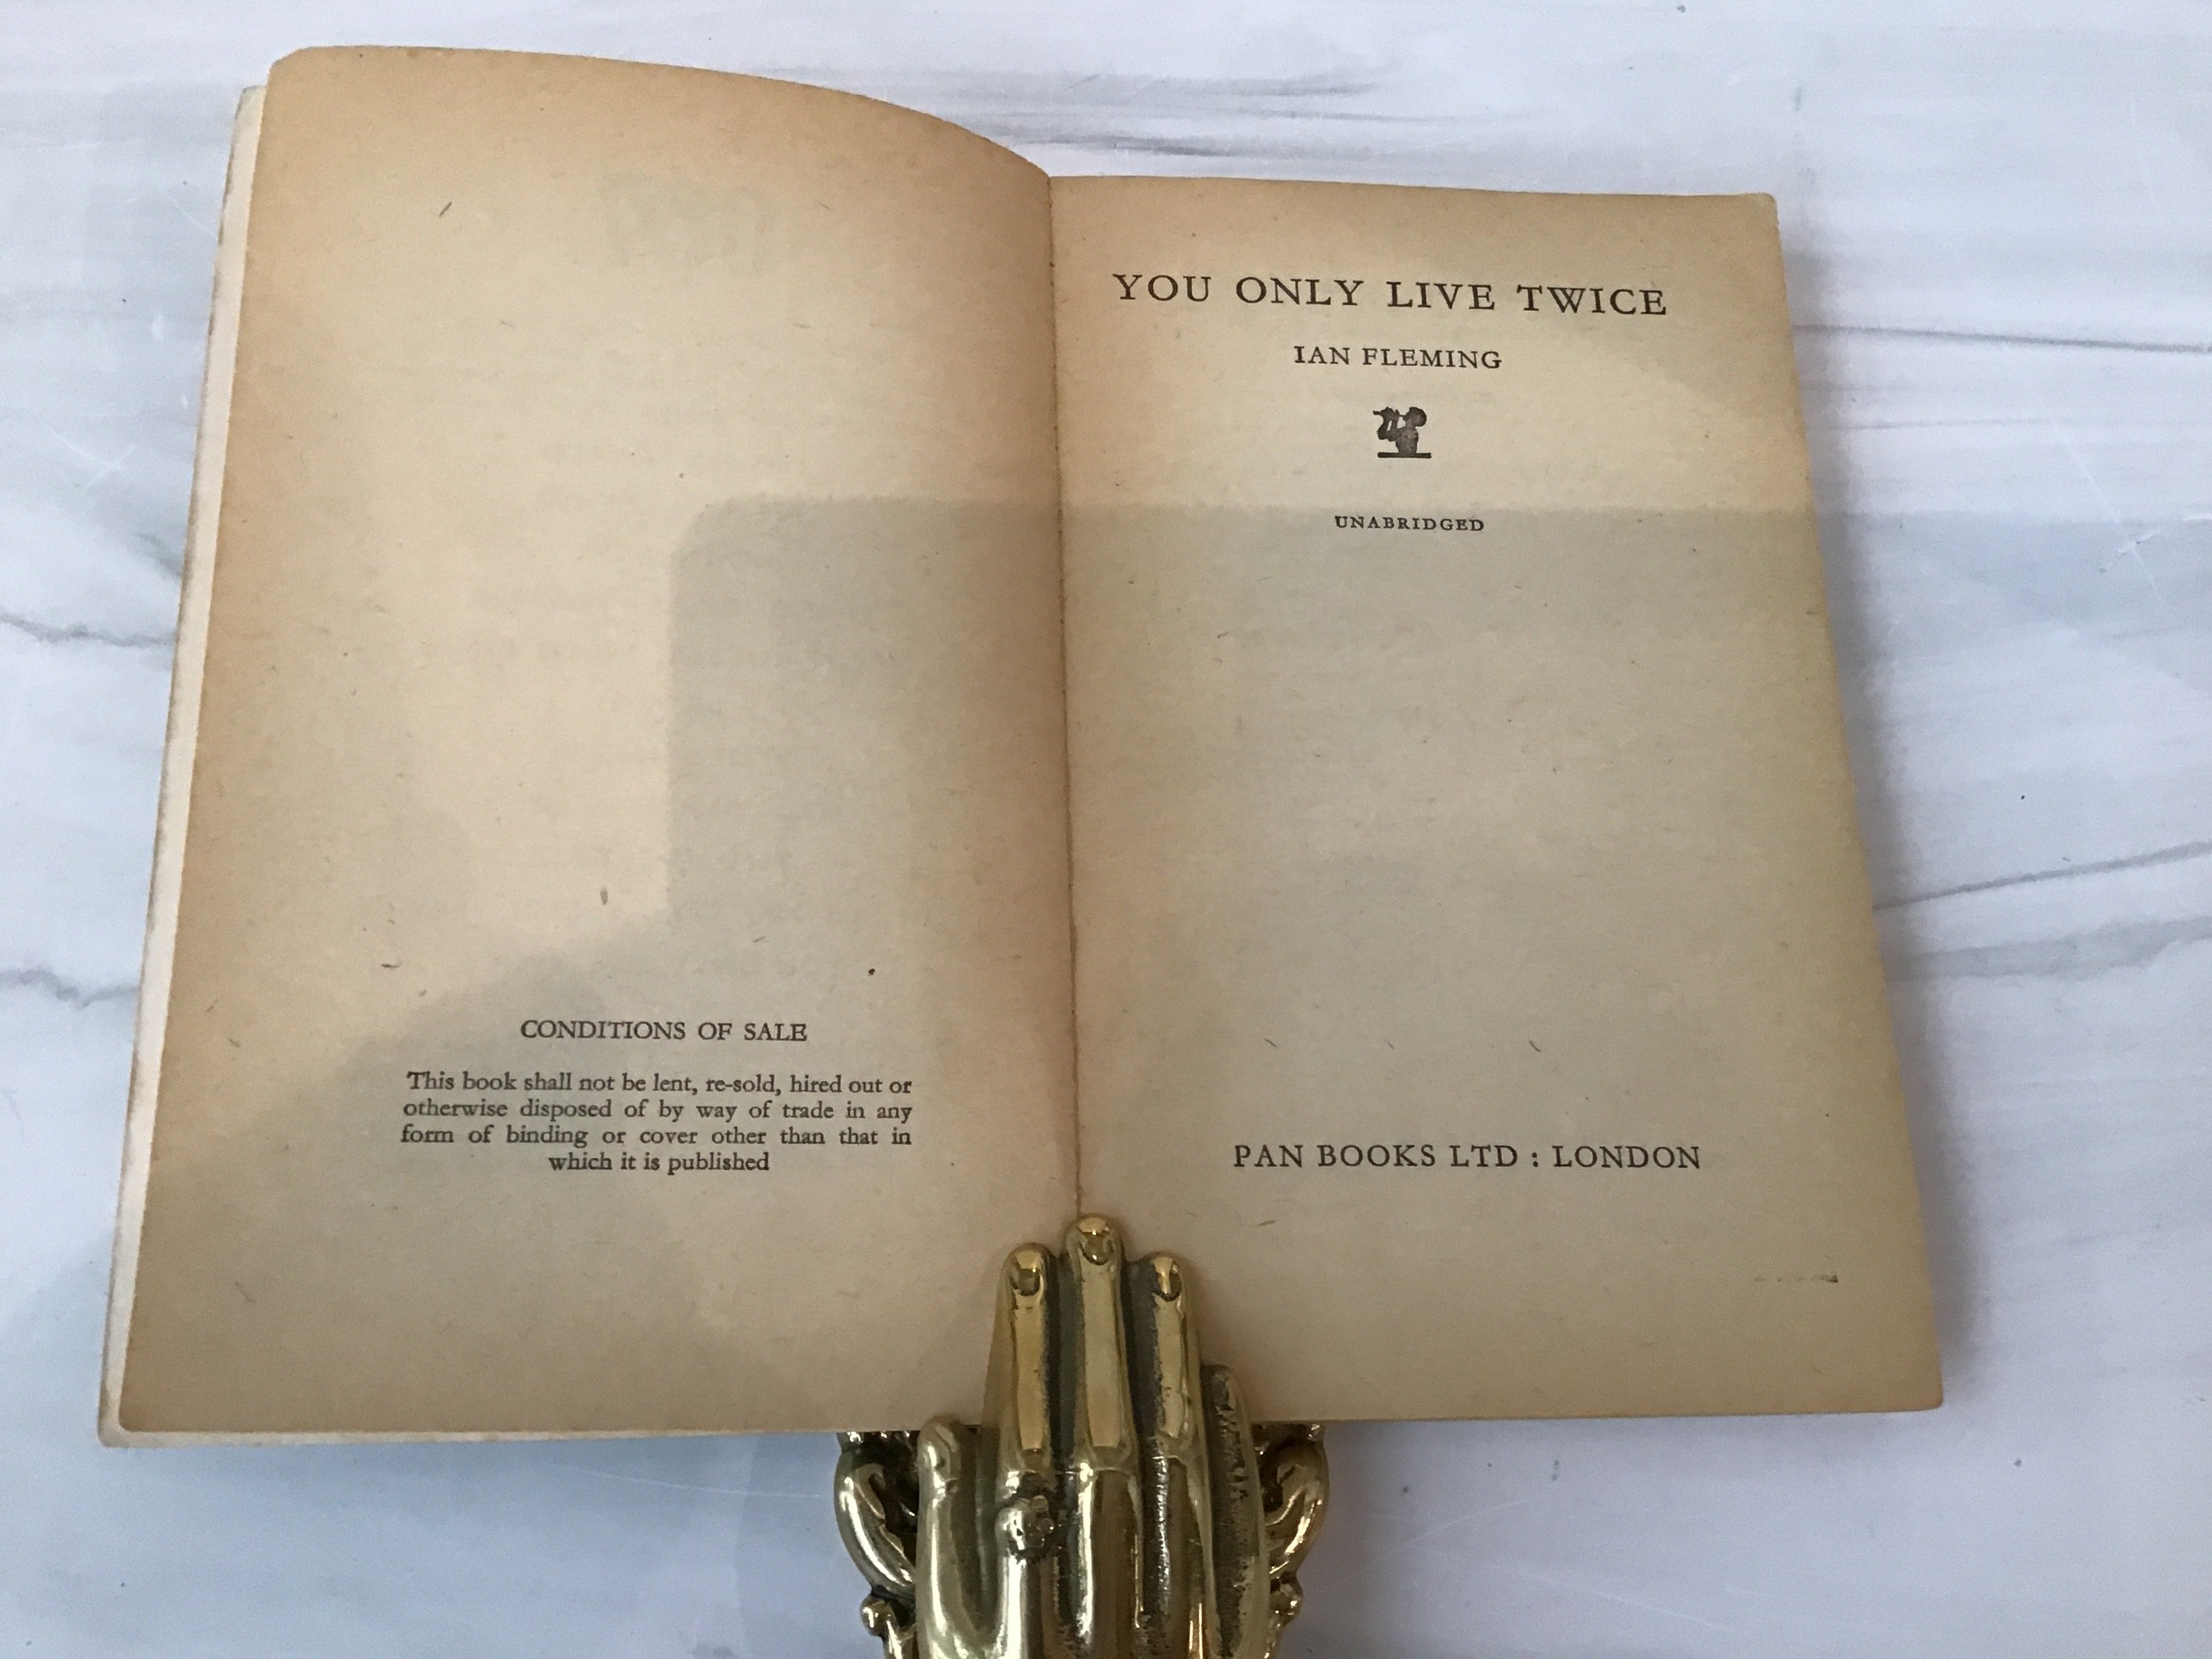 CONDITIONS OF SALE
This book shall not be lent, re-sold, hired out or
otherwise disposed of by way of trade in any
form of binding or cover other than that in
which it is published
YOU ONLY LIVE TWICE
IAN FLEMING
UNABRIDGED
PAN BOOKS LTD : LONDON